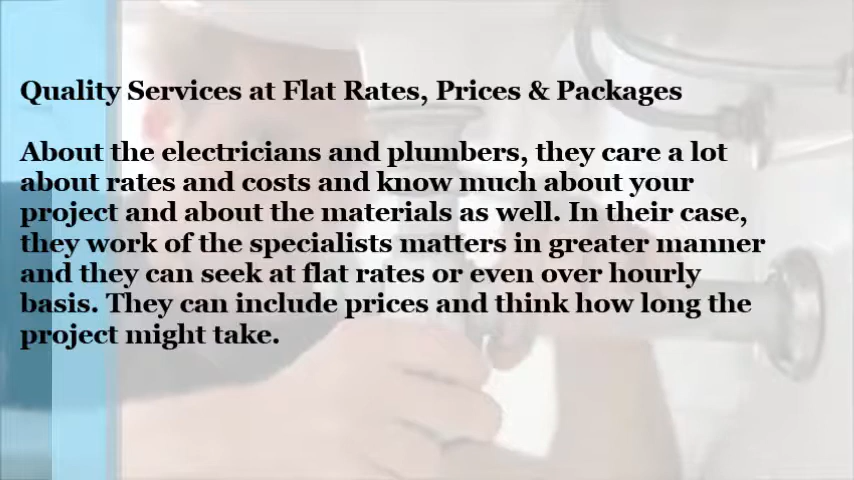 Quality Services at Flat Rates, Prices & Packages
About the electricians and plumbers, they care a lot
about rates and costs and know much about your
project and about the materials as well. In their case,
they work of the specialists matters in greater manner
and they can seek at flat rates or even over hourly
basis. They can include prices and think how long the
project might take.